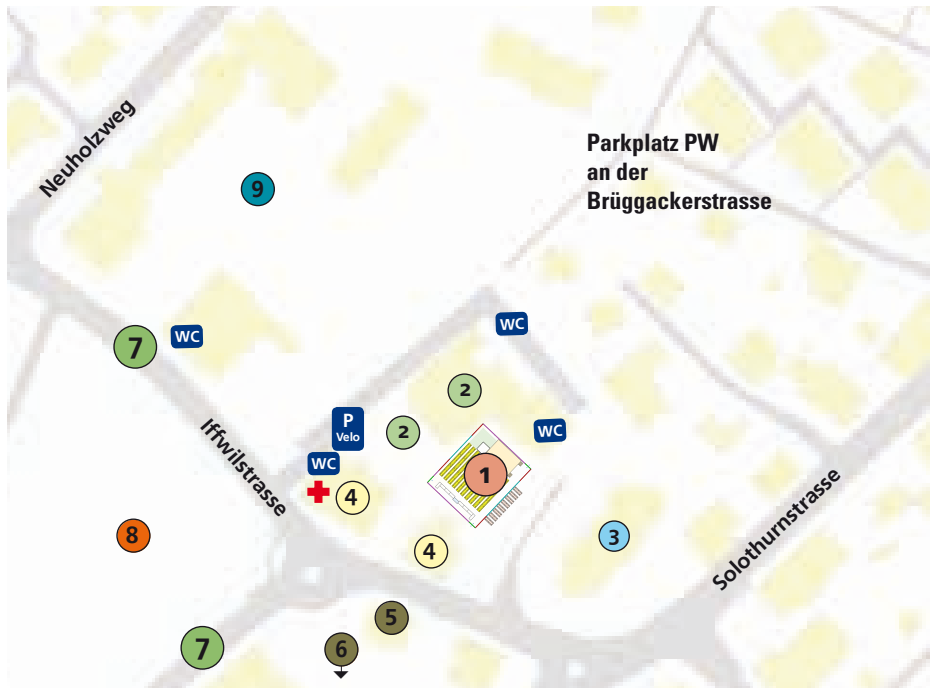 Neuholzweg
Parkplatz PW
an der
Brüggackerstrasse
9
7
WC
WC
2
2
P
Velo
WC
WC
Iffwilstrasse
1
4
4
8
3
Solothurnstrasse
5
7
6